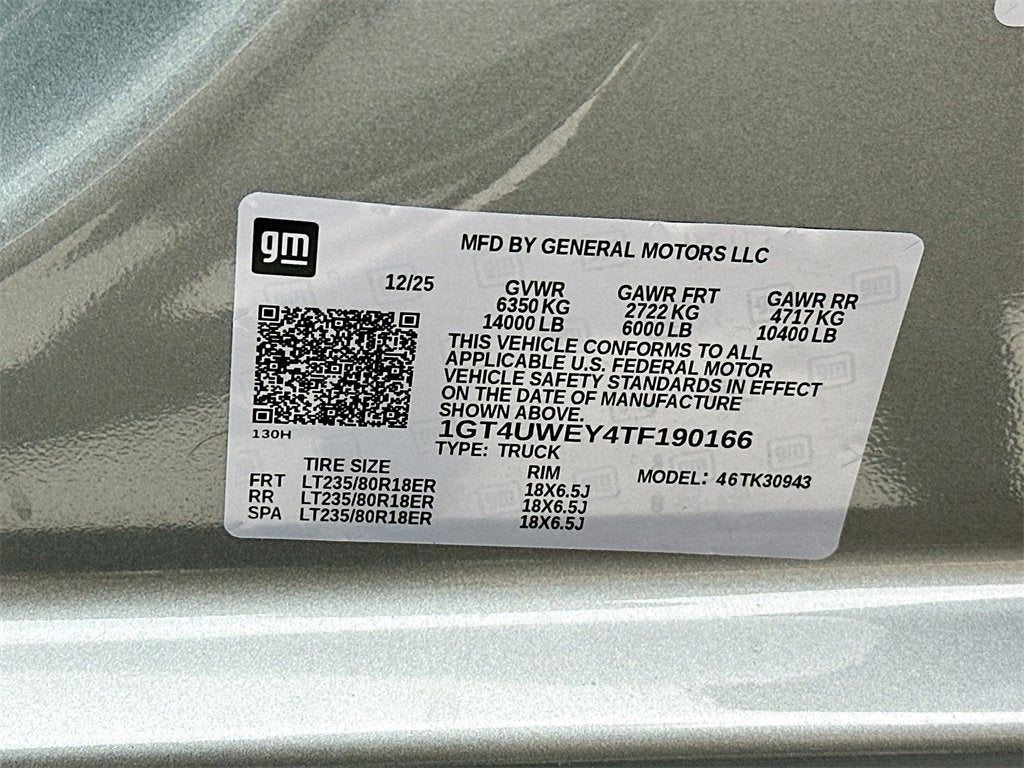 gm
MFD BY GENERAL MOTORS LLC
12/25
GVWR GAWR FRT GAWR RR
6350 KG 2722 KG 4717 KG
14000 LB 6000 LB 10400 LB
THIS VEHICLE CONFORMS TO ALL
APPLICABLE U.S. FEDERAL MOTOR
VEHICLE SAFETY STANDARDS IN EFFECT
ON THE DATE OF MANUFACTURE
SHOWN ABOVE.
130H
1GT4UWEY4TF190166
TYPE: TRUCK
TIRE SIZE RIM MODEL: 46TK30943
FRT LT235/80R18ER 18X6.5J
RR LT235/80R18ER 18X6.5J
SPA LT235/80R18ER 18X6.5J